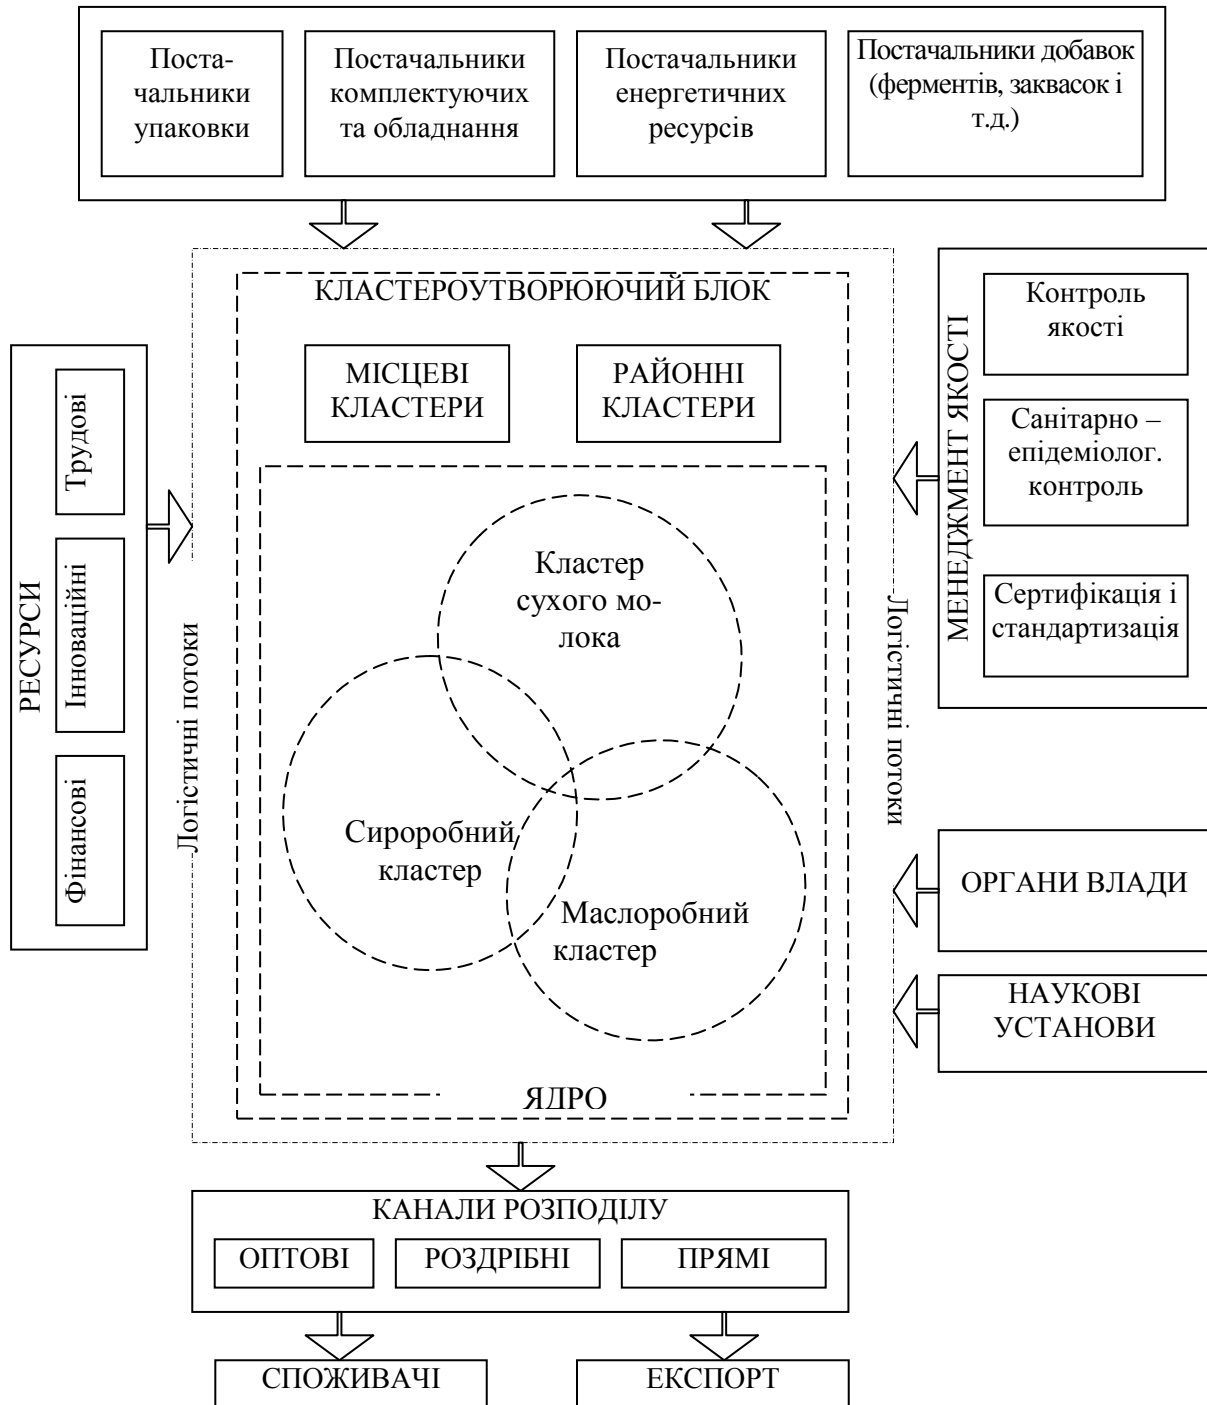 Поста-
чальники
упаковки
Постачальники
комплектуючих
та обладнання
Постачальники
енергетичних
ресурсів
Постачальники добавок
(ферментів, заквасок і
т.д.)
КЛАСТЕРОУТВОРЮЮЧИЙ БЛОК
МІСЦЕВІ
КЛАСТЕРИ
РАЙОННІ
КЛАСТЕРИ
РЕСУРСИ
Трудові
Інноваційні
Фінансові
Логістичні потоки
Кластер
сухого мо-
лока
Сироробний
кластер
Маслоробний
кластер
ЯДРО
Логістичні потоки
МЕНЕДЖМЕНТ ЯКОСТІ
Контроль
якості
Санітарно –
епідеміолог.
контроль
Сертифікація і
стандартизація
ОРГАНИ ВЛАДИ
НАУКОВІ
УСТАНОВИ
КАНАЛИ РОЗПОДІЛУ
ОПТОВІ
РОЗДРІБНІ
ПРЯМІ
СПОЖИВАЧІ
ЕКСПОРТ